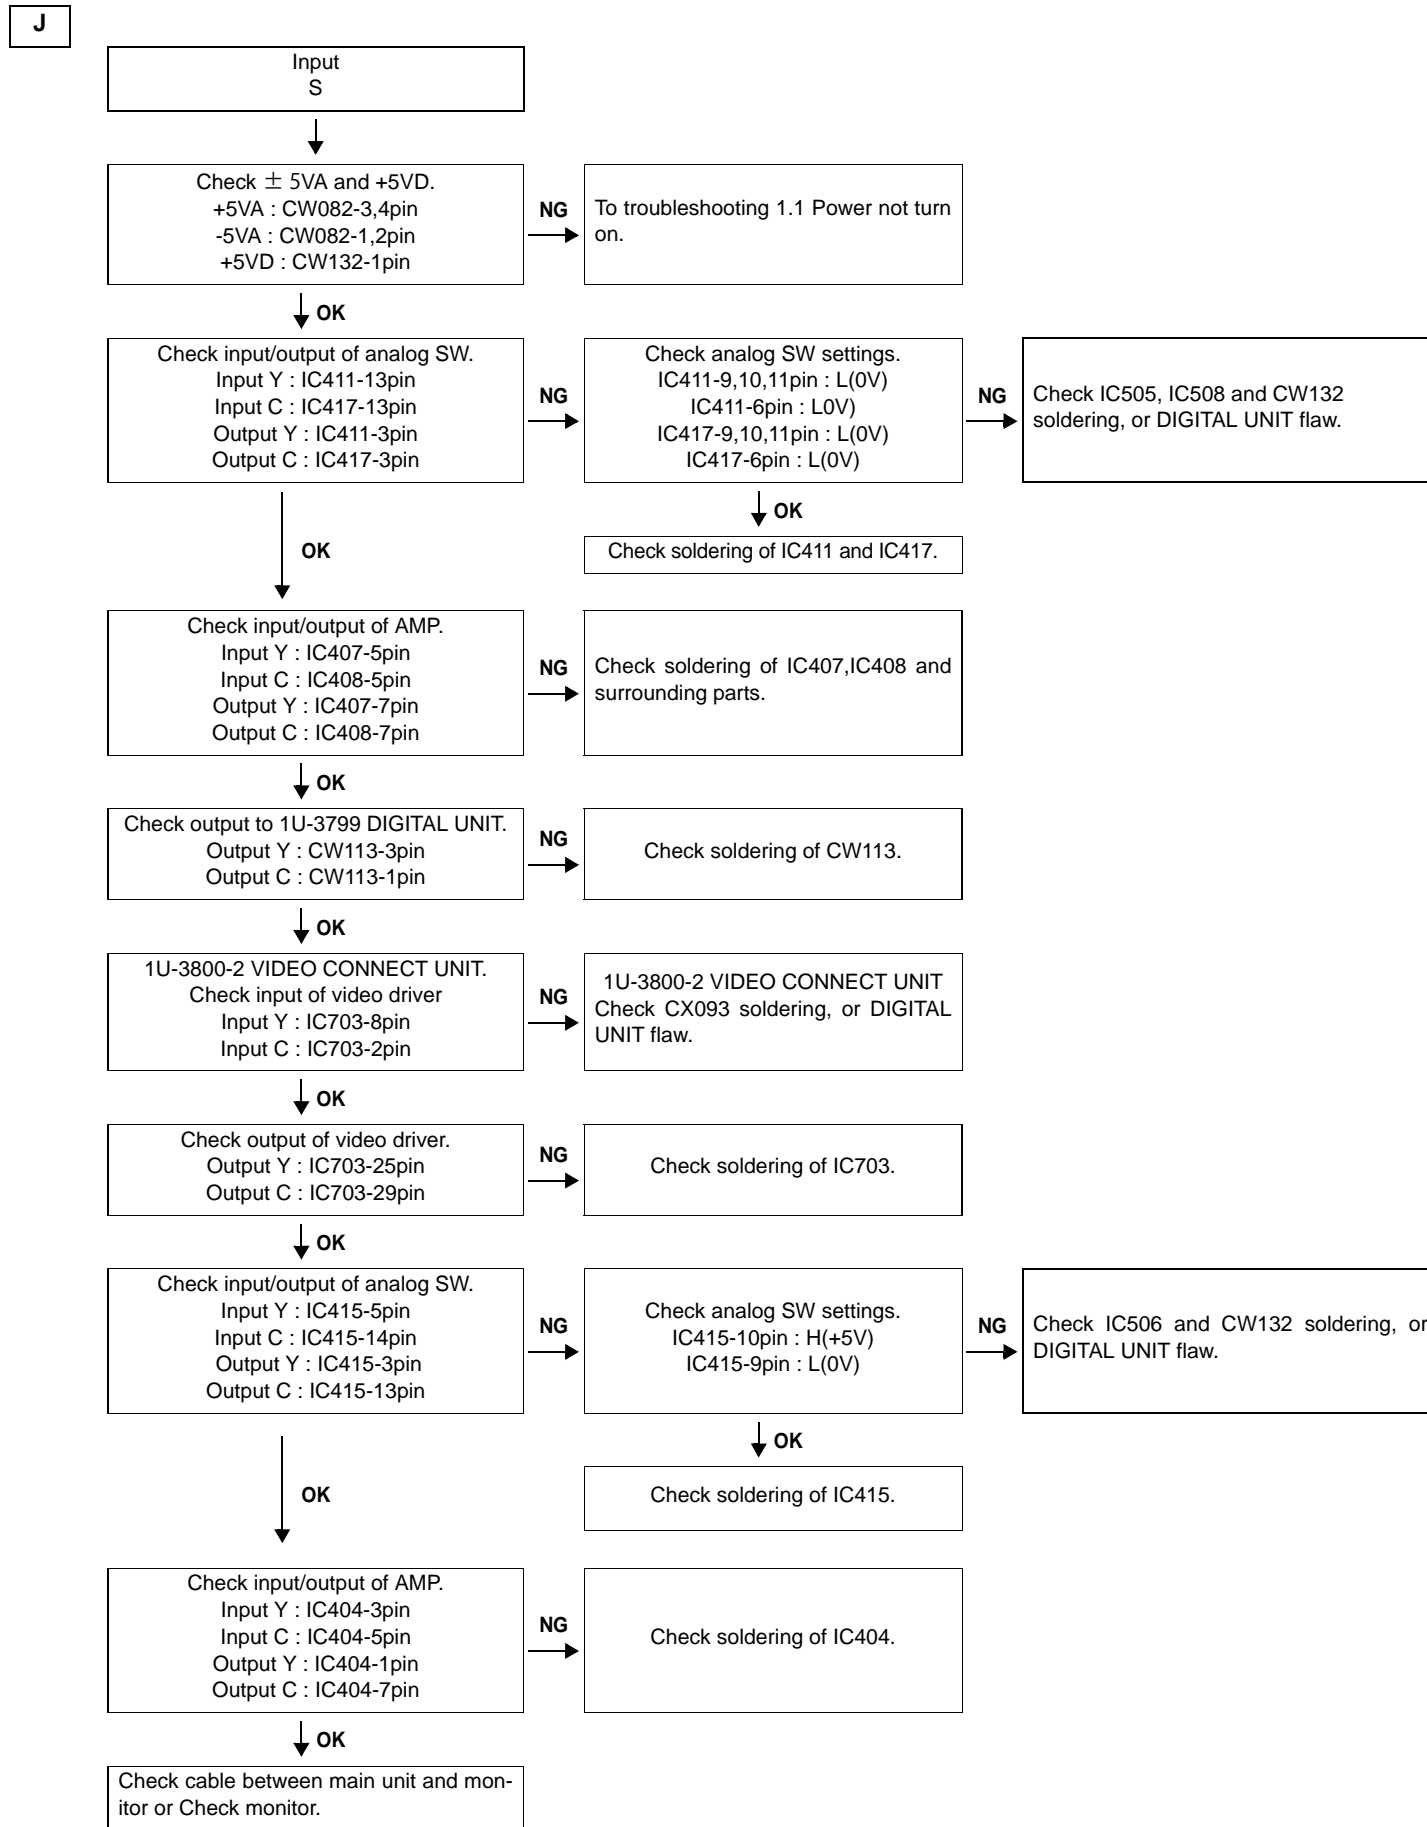 J
Input
S
Check ± 5VA and +5VD.
+5VA : CW082-3,4pin
-5VA : CW082-1,2pin
+5VD : CW132-1pin
NG
To troubleshooting 1.1 Power not turn
on.
OK
Check input/output of analog SW.
Input Y : IC411-13pin
Input C : IC417-13pin
Output Y : IC411-3pin
Output C : IC417-3pin
NG
Check analog SW settings.
IC411-9,10,11pin : L(0V)
IC411-6pin : L0V)
IC417-9,10,11pin : L(0V)
IC417-6pin : L(0V)
NG
Check IC505, IC508 and CW132
soldering, or DIGITAL UNIT flaw.
OK
Check soldering of IC411 and IC417.
OK
Check input/output of AMP.
Input Y : IC407-5pin
Input C : IC408-5pin
Output Y : IC407-7pin
Output C : IC408-7pin
NG
Check soldering of IC407,IC408 and
surrounding parts.
OK
Check output to 1U-3799 DIGITAL UNIT.
Output Y : CW113-3pin
Output C : CW113-1pin
NG
Check soldering of CW113.
OK
1U-3800-2 VIDEO CONNECT UNIT.
Check input of video driver
Input Y : IC703-8pin
Input C : IC703-2pin
NG
1U-3800-2 VIDEO CONNECT UNIT
Check CX093 soldering, or DIGITAL
UNIT flaw.
OK
Check output of video driver.
Output Y : IC703-25pin
Output C : IC703-29pin
NG
Check soldering of IC703.
OK
Check input/output of analog SW.
Input Y : IC415-5pin
Input C : IC415-14pin
Output Y : IC415-3pin
Output C : IC415-13pin
NG
Check analog SW settings.
IC415-10pin : H(+5V)
IC415-9pin : L(0V)
NG
Check IC506 and CW132 soldering, or
DIGITAL UNIT flaw.
OK
Check soldering of IC415.
OK
Check input/output of AMP.
Input Y : IC404-3pin
Input C : IC404-5pin
Output Y : IC404-1pin
Output C : IC404-7pin
NG
Check soldering of IC404.
OK
Check cable between main unit and mon-
itor or Check monitor.